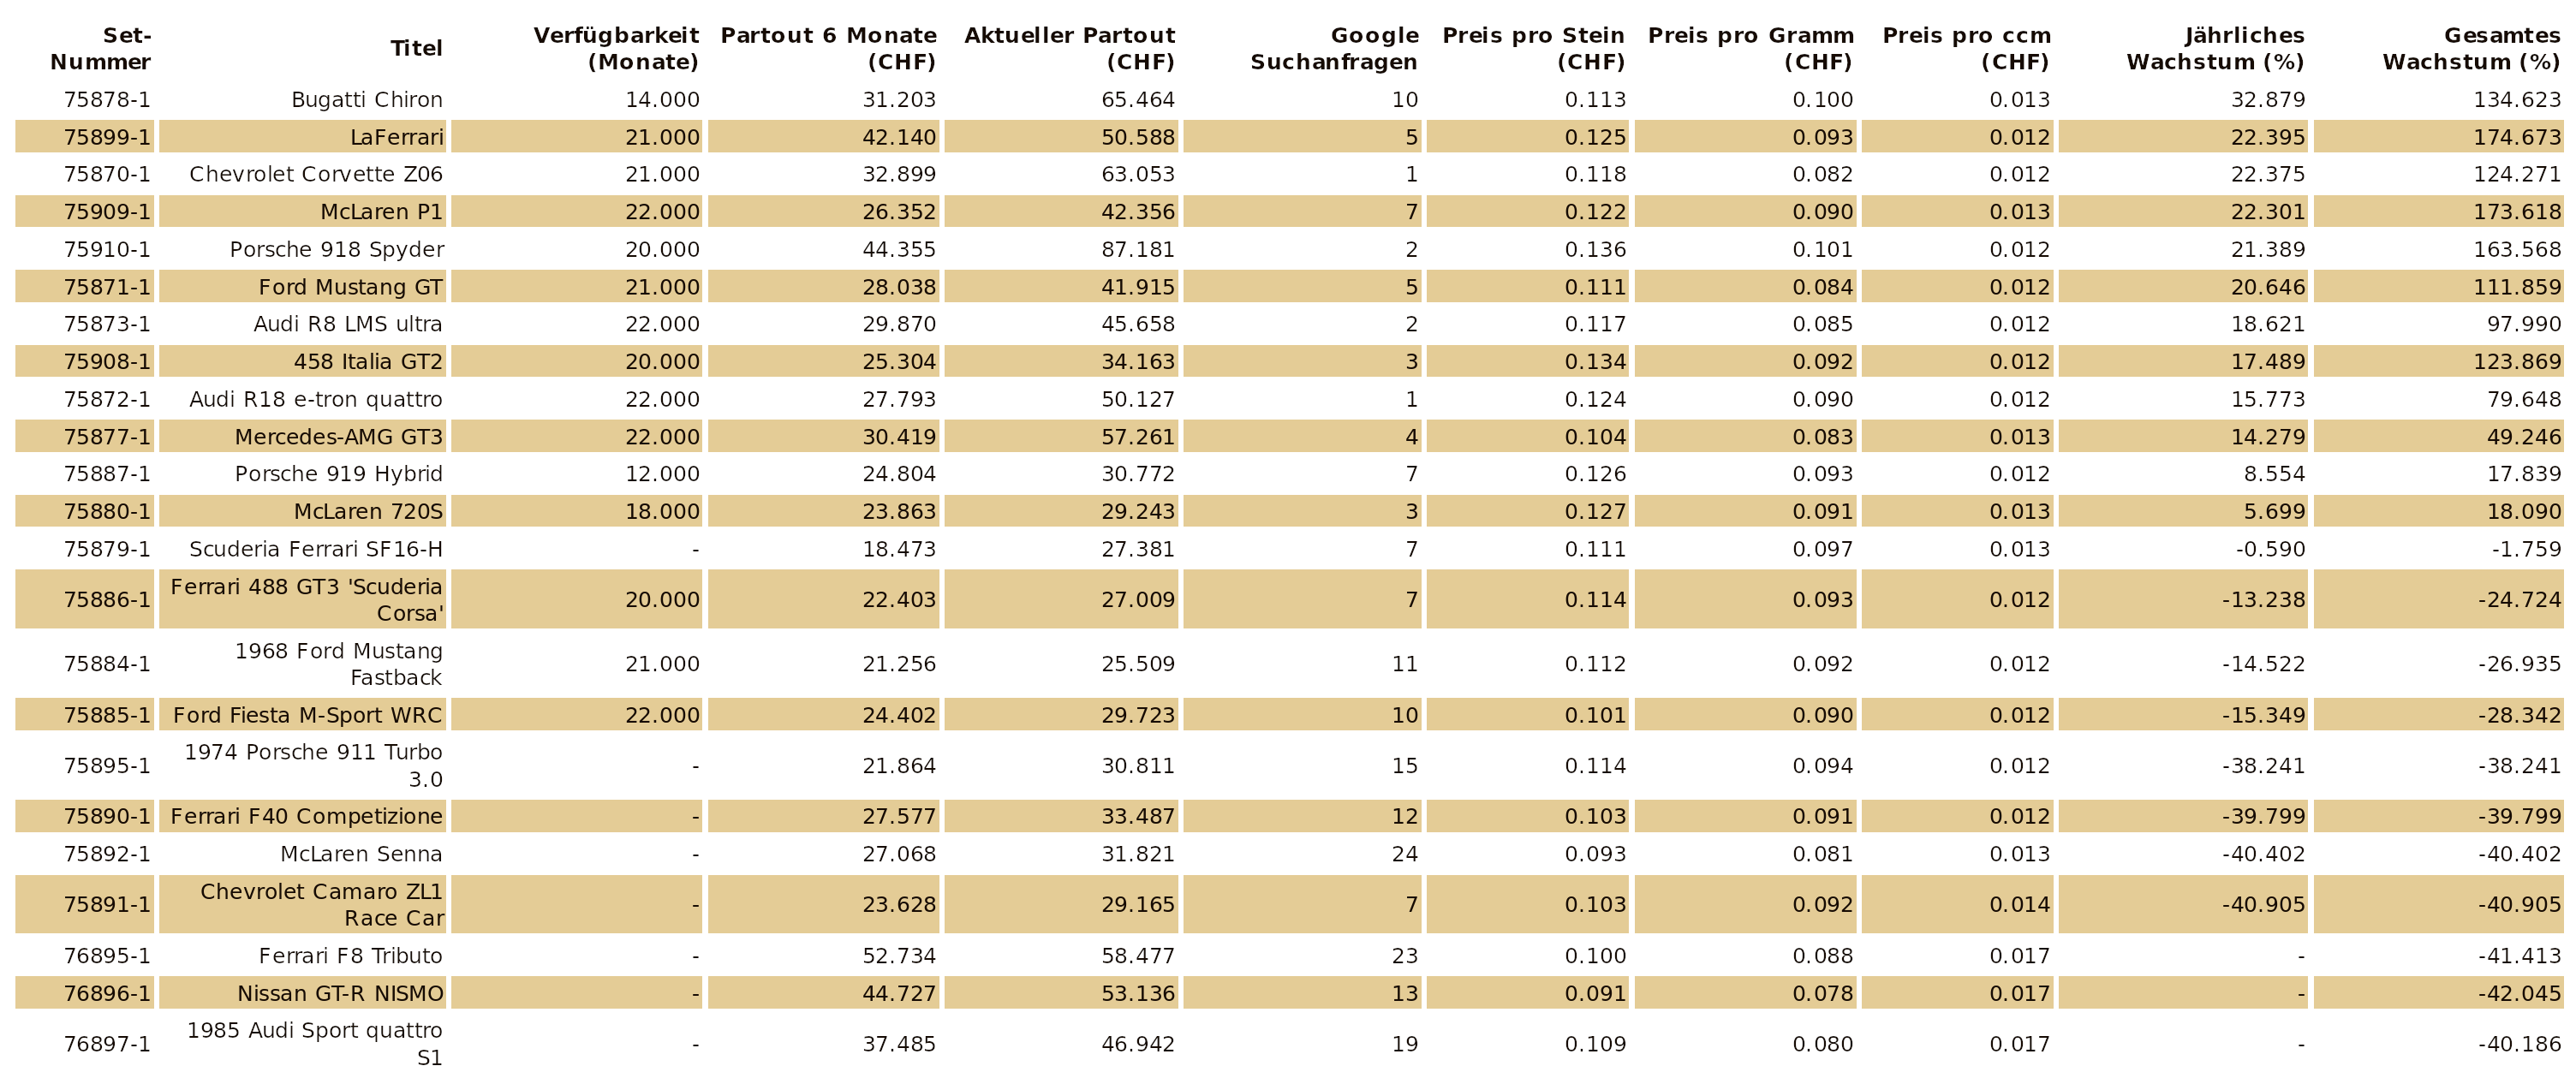 Set-Nummer Titel Verfügbarkeit (Monate) Partout 6 Monate (CHF) Aktueller Partout (CHF) Google Suchanfragen Preis pro Stein (CHF) Preis pro Gramm (CHF) Preis pro ccm (CHF) Jährliches Wachstum (%) Gesamtes Wachstum (%)
75878-1 Bugatti Chiron 14.000 31.203 65.464 10 0.113 0.100 0.013 32.879 134.623
75899-1 LaFerrari 21.000 42.140 50.588 5 0.125 0.093 0.012 22.395 174.673
75870-1 Chevrolet Corvette Z06 21.000 32.899 63.053 1 0.118 0.082 0.012 22.375 124.271
75909-1 McLaren P1 22.000 26.352 42.356 7 0.122 0.090 0.013 22.301 173.618
75910-1 Porsche 918 Spyder 20.000 44.355 87.181 2 0.136 0.101 0.012 21.389 163.568
75871-1 Ford Mustang GT 21.000 28.038 41.915 5 0.111 0.084 0.012 20.646 111.859
75873-1 Audi R8 LMS ultra 22.000 29.870 45.658 2 0.117 0.085 0.012 18.621 97.990
75908-1 458 Italia GT2 20.000 25.304 34.163 3 0.134 0.092 0.012 17.489 123.869
75872-1 Audi R18 e-tron quattro 22.000 27.793 50.127 1 0.124 0.090 0.012 15.773 79.648
75877-1 Mercedes-AMG GT3 22.000 30.419 57.261 4 0.104 0.083 0.013 14.279 49.246
75887-1 Porsche 919 Hybrid 12.000 24.804 30.772 7 0.126 0.093 0.012 8.554 17.839
75880-1 McLaren 720S 18.000 23.863 29.243 3 0.127 0.091 0.013 5.699 18.090
75879-1 Scuderia Ferrari SF16-H - 18.473 27.381 7 0.111 0.097 0.013 -0.590 -1.759
75886-1 Ferrari 488 GT3 'Scuderia Corsa' 20.000 22.403 27.009 7 0.114 0.093 0.012 -13.238 -24.724
75884-1 1968 Ford Mustang Fastback 21.000 21.256 25.509 11 0.112 0.092 0.012 -14.522 -26.935
75885-1 Ford Fiesta M-Sport WRC 22.000 24.402 29.723 10 0.101 0.090 0.012 -15.349 -28.342
75895-1 1974 Porsche 911 Turbo 3.0 - 21.864 30.811 15 0.114 0.094 0.012 -38.241 -38.241
75890-1 Ferrari F40 Competizione - 27.577 33.487 12 0.103 0.091 0.012 -39.799 -39.799
75892-1 McLaren Senna - 27.068 31.821 24 0.093 0.081 0.013 -40.402 -40.402
75891-1 Chevrolet Camaro ZL1 Race Car - 23.628 29.165 7 0.103 0.092 0.014 -40.905 -40.905
76895-1 Ferrari F8 Tributo - 52.734 58.477 23 0.100 0.088 0.017 - -41.413
76896-1 Nissan GT-R NISMO - 44.727 53.136 13 0.091 0.078 0.017 - -42.045
76897-1 1985 Audi Sport quattro S1 - 37.485 46.942 19 0.109 0.080 0.017 - -40.186